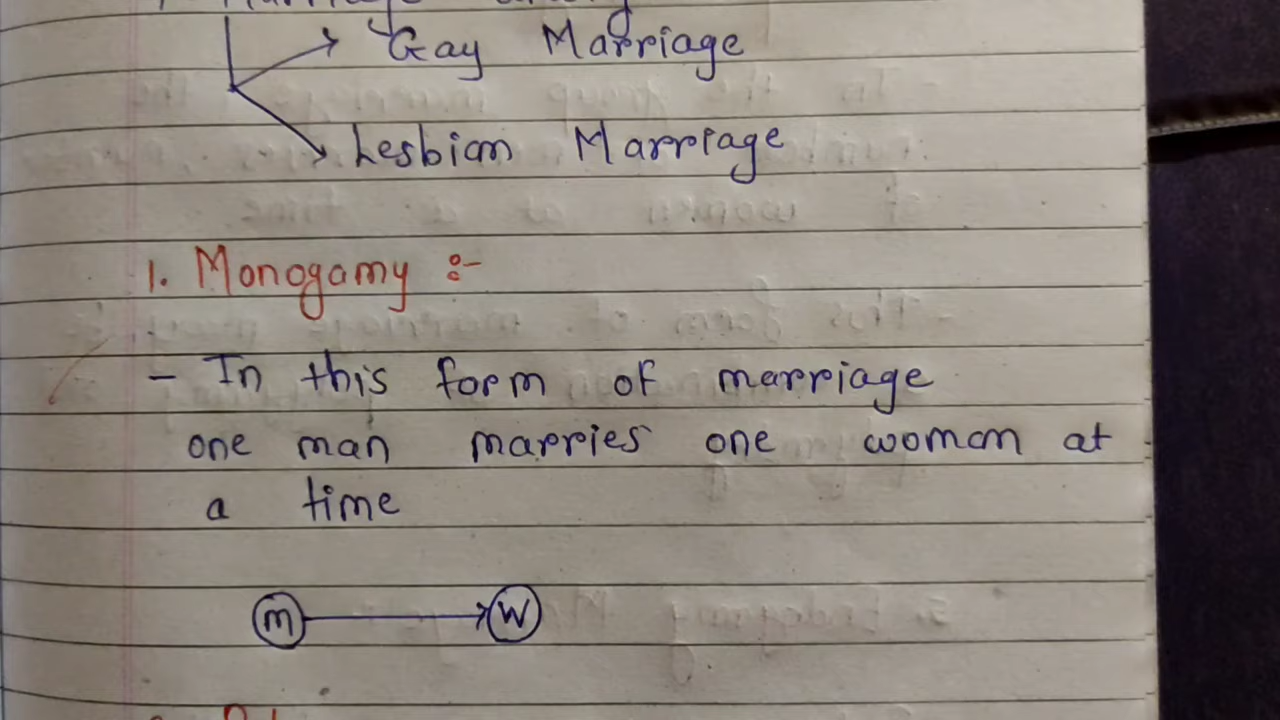 Gay Marriage
Lesbian Marriage
1. Monogamy :-
- In this form of marriage
one man marries one woman at
a time
m
W